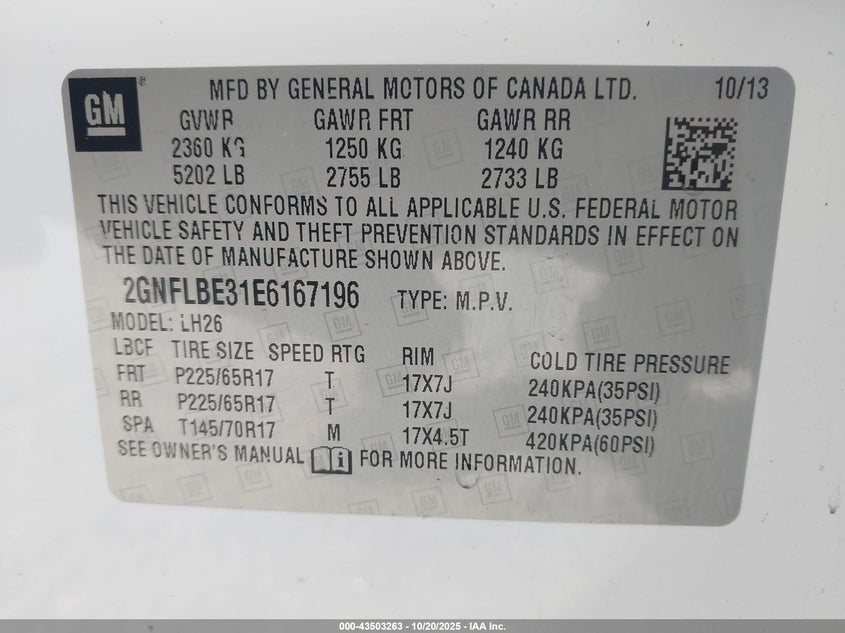 GM
MFD BY GENERAL MOTORS OF CANADA LTD. 10/13
GVWR GAWR FRT GAWR RR
2360 KG 1250 KG 1240 KG
5202 LB 2755 LB 2733 LB
THIS VEHICLE CONFORMS TO ALL APPLICABLE U.S. FEDERAL MOTOR
VEHICLE SAFETY AND THEFT PREVENTION STANDARDS IN EFFECT ON
THE DATE OF MANUFACTURE SHOWN ABOVE.
2GNFLBE31E6167196 TYPE: M.P.V.
MODEL: LH26
LBCF TIRE SIZE SPEED RTG RIM COLD TIRE PRESSURE
FRT P225/65R17 T 17X7J 240KPA(35PSI)
RR P225/65R17 T 17X7J 240KPA(35PSI)
SPA T145/70R17 M 17X4.5T 420KPA(60PSI)
SEE OWNER'S MANUAL i FOR MORE INFORMATION.
000-43503263 - 10/20/2025 - IAA Inc.